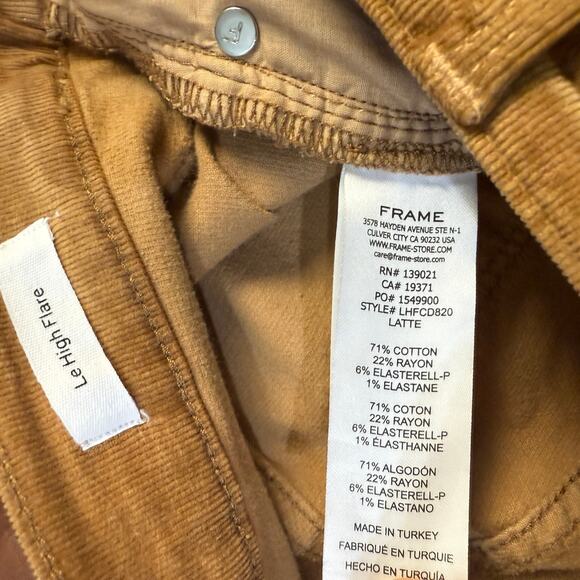 Le High Flare
FRAME
3578 HAYDEN AVENUE STE N-1
CULVER CITY CA 90232 USA
WWW.FRAME-STORE.COM
care@frame-store.com
RN# 139021
CA# 19371
PO# 1549900
STYLE# LHFCD820
LATTE
71% COTTON
22% RAYON
6% ELASTERELL-P
1% ELASTANE
71% COTON
22% RAYON
6% ELASTERELL-P
1% ÉLASTHANNE
71% ALGODÓN
22% RAYON
6% ELASTERELL-P
1% ELASTANO
MADE IN TURKEY
FABRIQUÉ EN TURQUIE
HECHO EN TURQUÍA